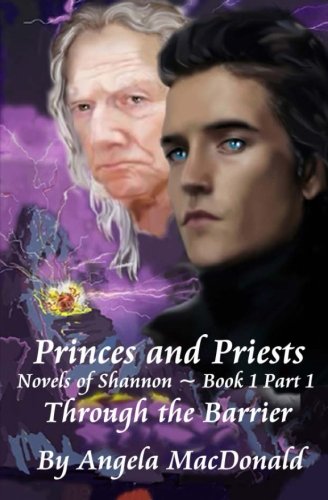 Princes and Priests
Novels of Shannon ~ Book 1 Part 1
Through the Barrier
By Angela MacDonald